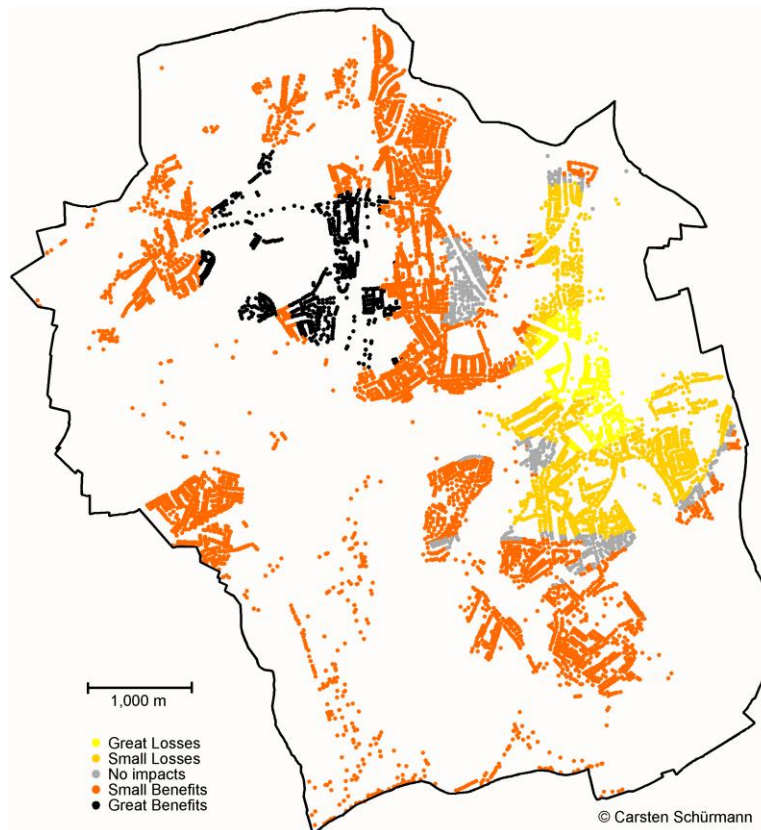 1,000 m
Great Losses
Small Losses
No impacts
Small Benefits
Great Benefits
© Carsten Schürmann